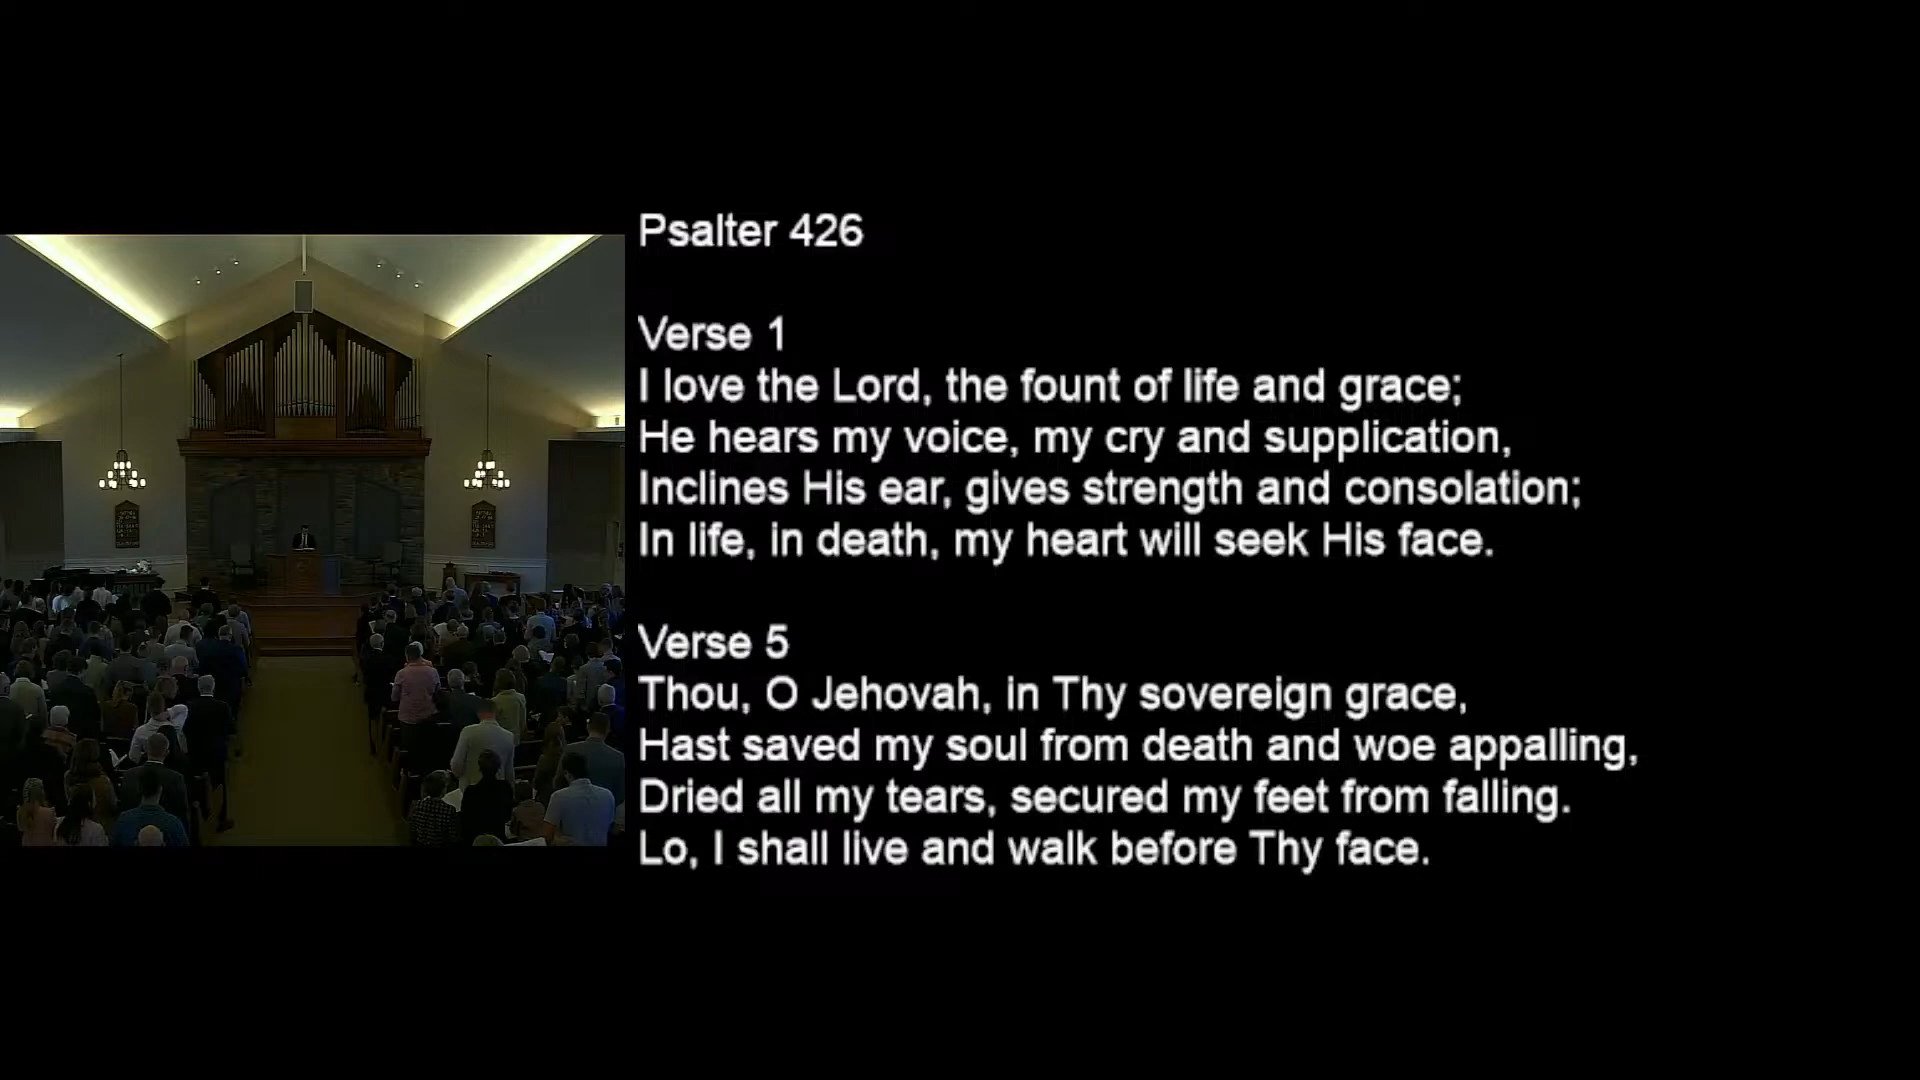 Psalter 426
Verse 1
I love the Lord, the fount of life and grace;
He hears my voice, my cry and supplication,
Inclines His ear, gives strength and consolation;
In life, in death, my heart will seek His face.
Verse 5
Thou, O Jehovah, in Thy sovereign grace,
Hast saved my soul from death and woe appalling,
Dried all my tears, secured my feet from falling.
Lo, I shall live and walk before Thy face.